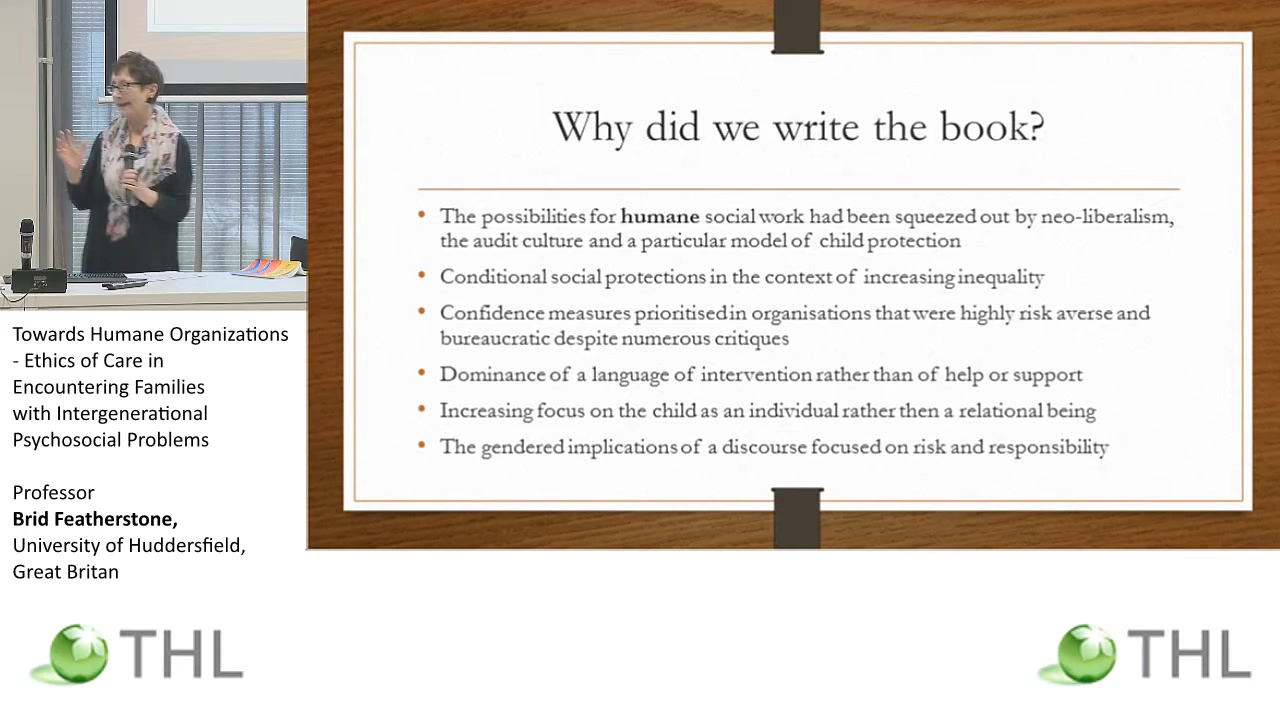 Why did we write the book?
• The possibilities for humane social work had been squeezed out by neo-liberalism,
the audit culture and a particular model of child protection
• Conditional social protections in the context of increasing inequality
• Confidence measures prioritised in organisations that were highly risk averse and
bureaucratic despite numerous critiques
• Dominance of a language of intervention rather than of help or support
• Increasing focus on the child as an individual rather then a relational being
• The gendered implications of a discourse focused on risk and responsibility
Towards Humane Organizations
- Ethics of Care in
Encountering Families
with Intergenerational
Psychosocial Problems
Professor
Brid Featherstone,
University of Huddersfield,
Great Britan
THL
THL